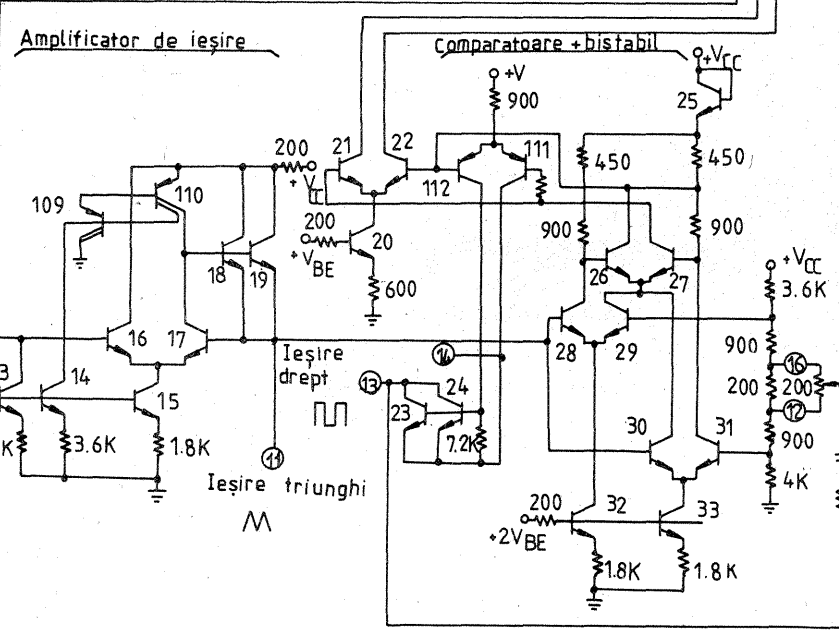 Amplificator de ieșire
Comparatoare + bistabil
+V
+VCC
900
25
21
22
111
200
+VCC
450
450
110
112
109
200
+VBE
20
900
900
18
19
600
26
27
+VCC
3.6K
16
17
28
29
Ieșire
drept
14
900
16
13
200
200
3
14
15
23
24
12
K
3.6K
1.8K
7.2K
30
31
900
11
4K
Ieșire triunghi
200
+2VBE
32
33
1.8K
1.8K